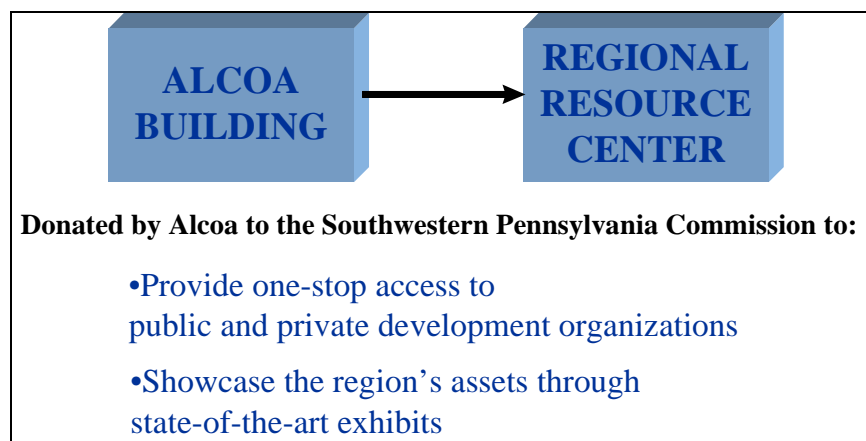 ALCOA
BUILDING
REGIONAL
RESOURCE
CENTER
Donated by Alcoa to the Southwestern Pennsylvania Commission to:
•Provide one-stop access to
public and private development organizations
•Showcase the region’s assets through
state-of-the-art exhibits